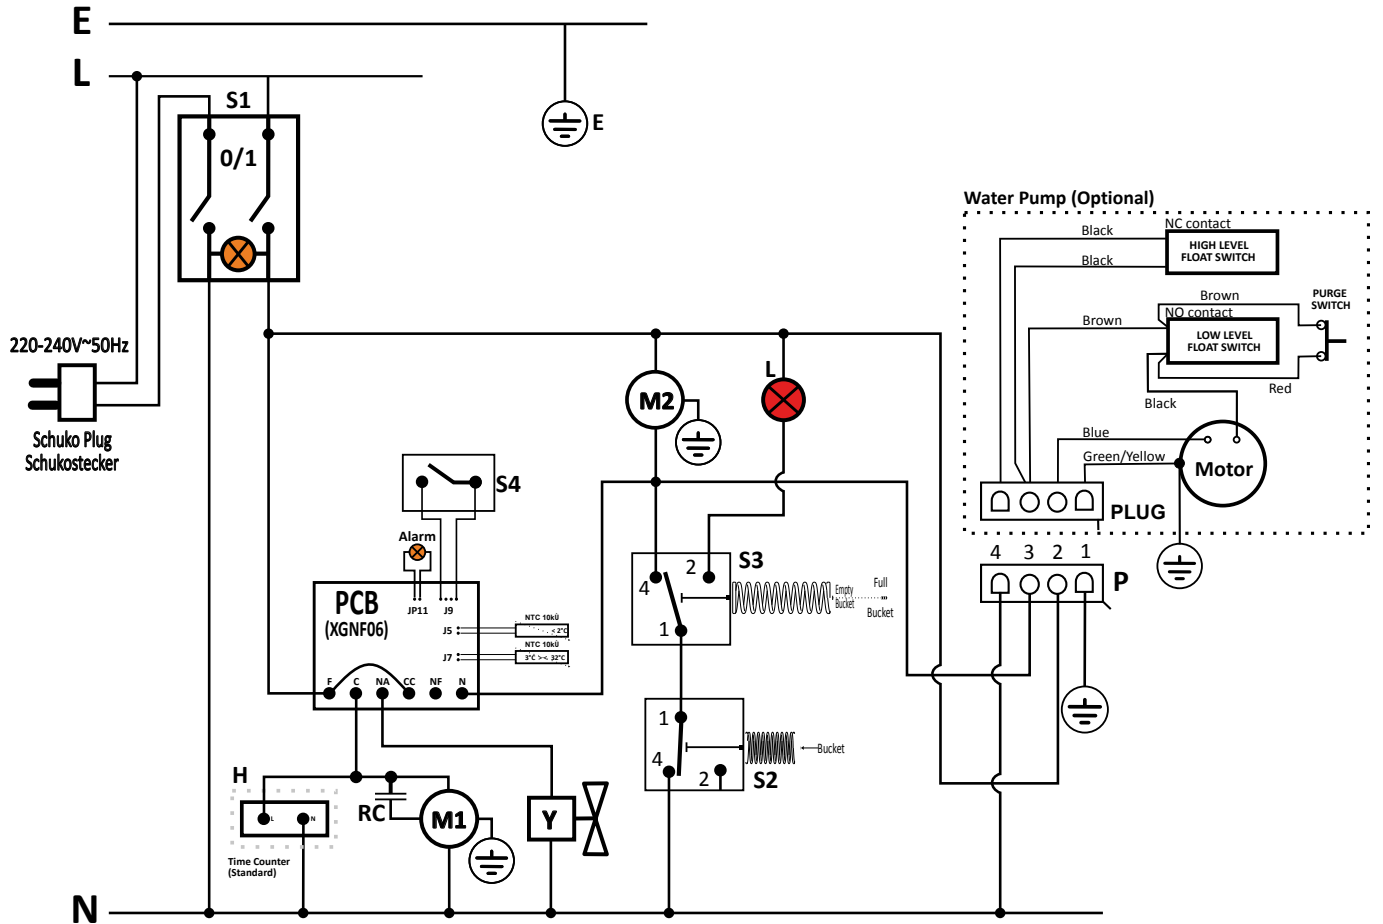 E
L
S1
E
0/1
Water Pump (Optional)
NC contact
Black
HIGH LEVEL
FLOAT SWITCH
Black
Brown
PURGE
SWITCH
NO contact
Brown
LOW LEVEL
FLOAT SWITCH
220-240V~50Hz
L
Red
Black
M2
Schuko Plug
Schukostecker
Blue
Green/Yellow
Motor
S4
PLUG
Alarm
4 3 2 1
P
S3
2
4
1
Empty
Bucket
Full
Bucket
PCB
(XGNF06)
JP11
J9
J5
NTC 10kÙ
< 2°C
J7
NTC 10kÙ
3°C >-< 32°C
F C NA CC NF N
1
4
2
Bucket
S2
H
L
N
RC
M1
Y
Time Counter
(Standard)
N